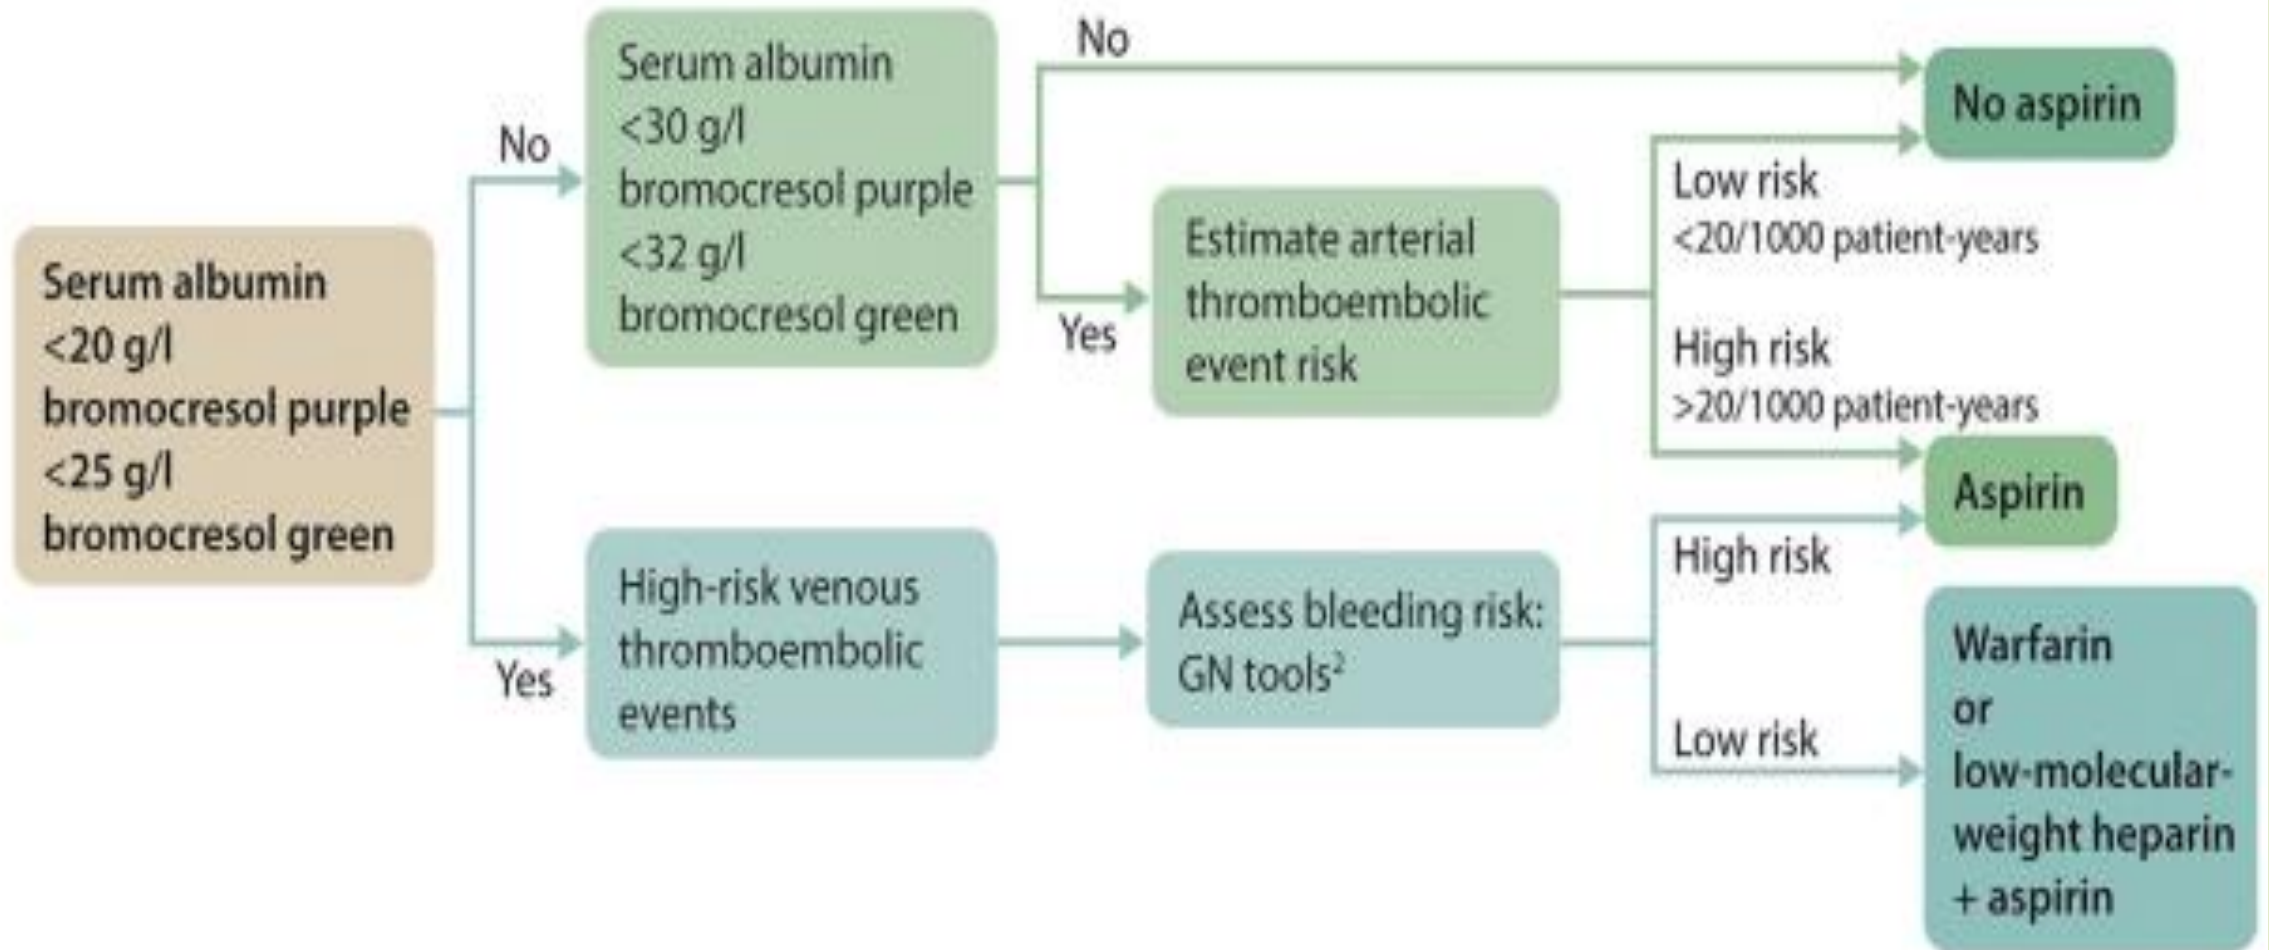 Serum albumin
<20 g/l
bromocresol purple
<25 g/l
bromocresol green
No
Yes
Serum albumin
<30 g/l
bromocresol purple
<32 g/l
bromocresol green
High-risk venous
thromboembolic
events
No
Yes
Estimate arterial
thromboembolic
event risk
Assess bleeding risk:
GN tools²
Low risk
<20/1000 patient-years
High risk
>20/1000 patient-years
High risk
Low risk
No aspirin
Aspirin
Warfarin
or
low-molecular-
weight heparin
+ aspirin